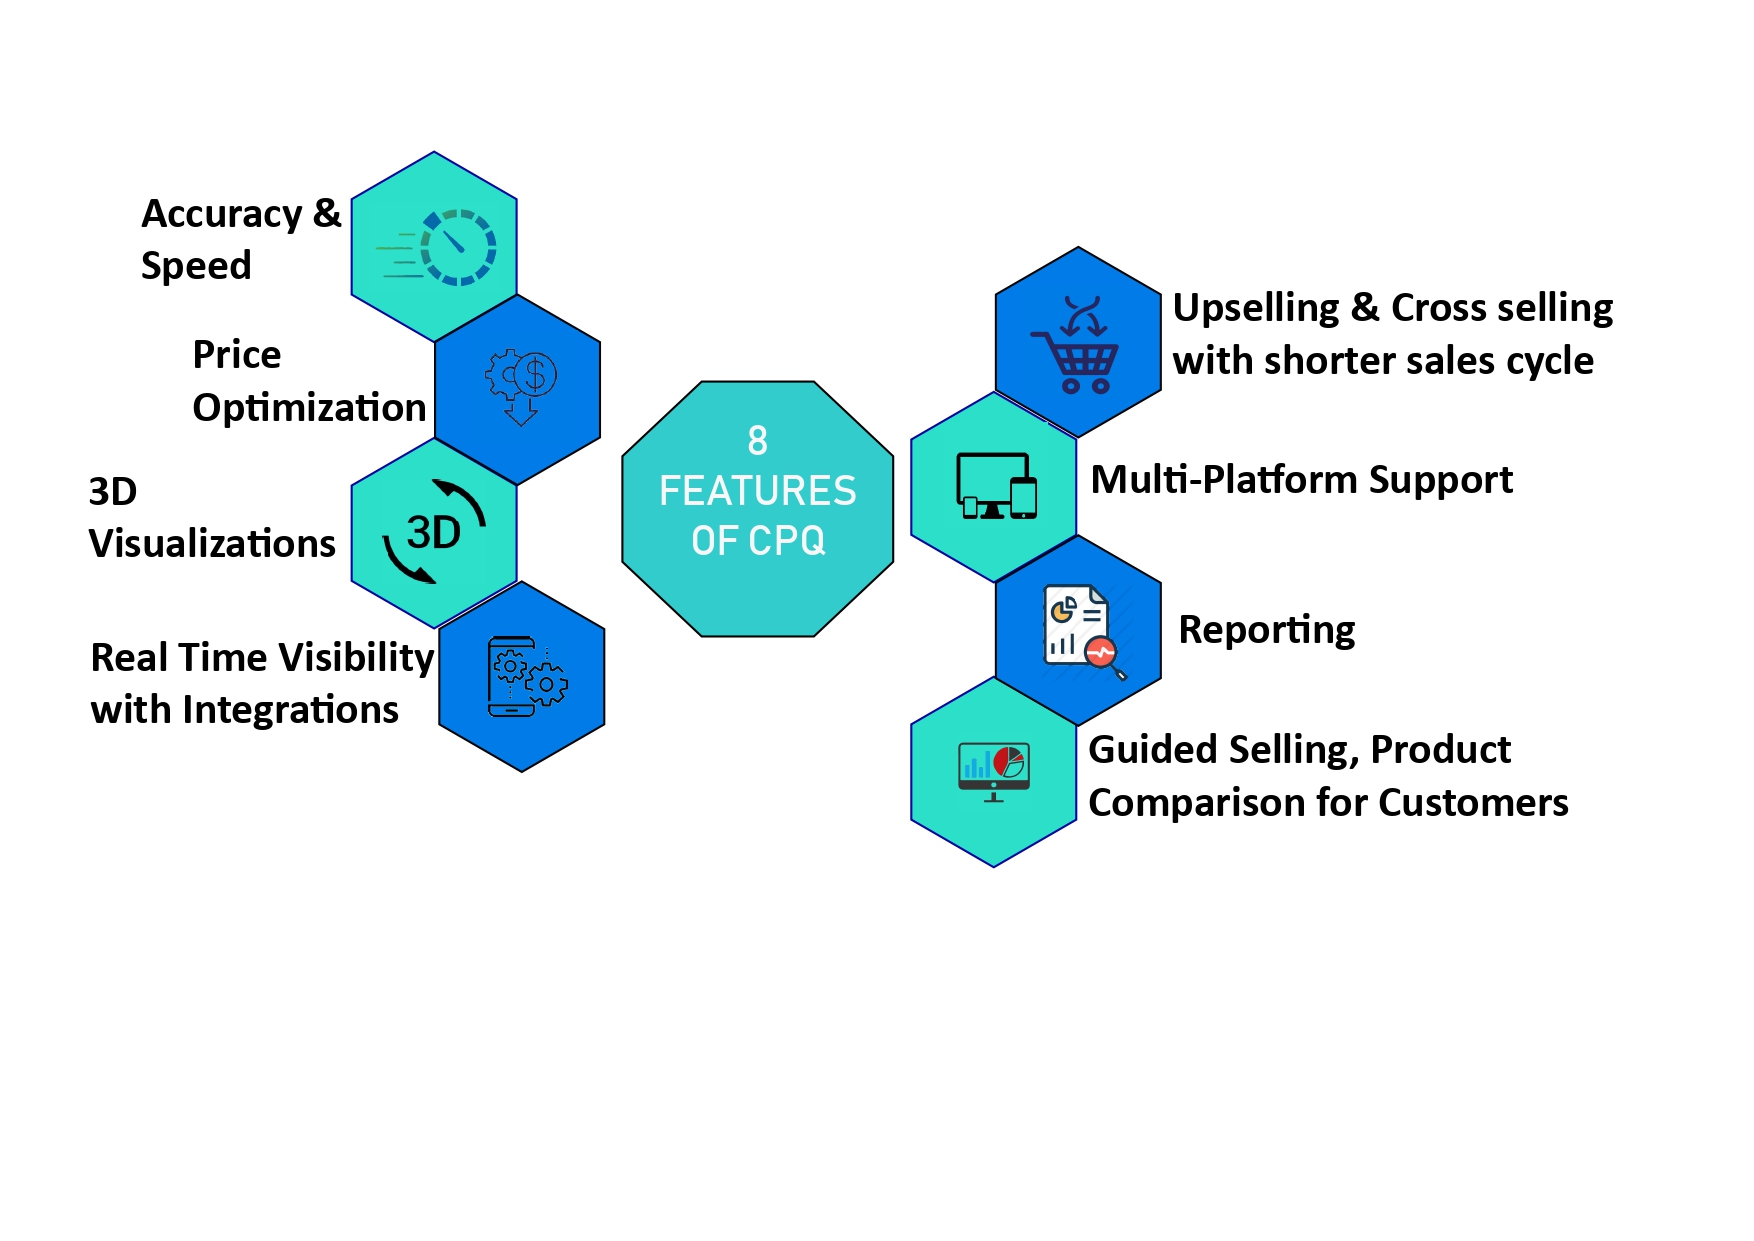 Accuracy &
Speed
Price
Optimization
3D
Visualizations
3D
Real Time Visibility
with Integrations
8
FEATURES
OF CPQ
Upselling & Cross selling
with shorter sales cycle
Multi-Platform Support
Reporting
Guided Selling, Product
Comparison for Customers
$